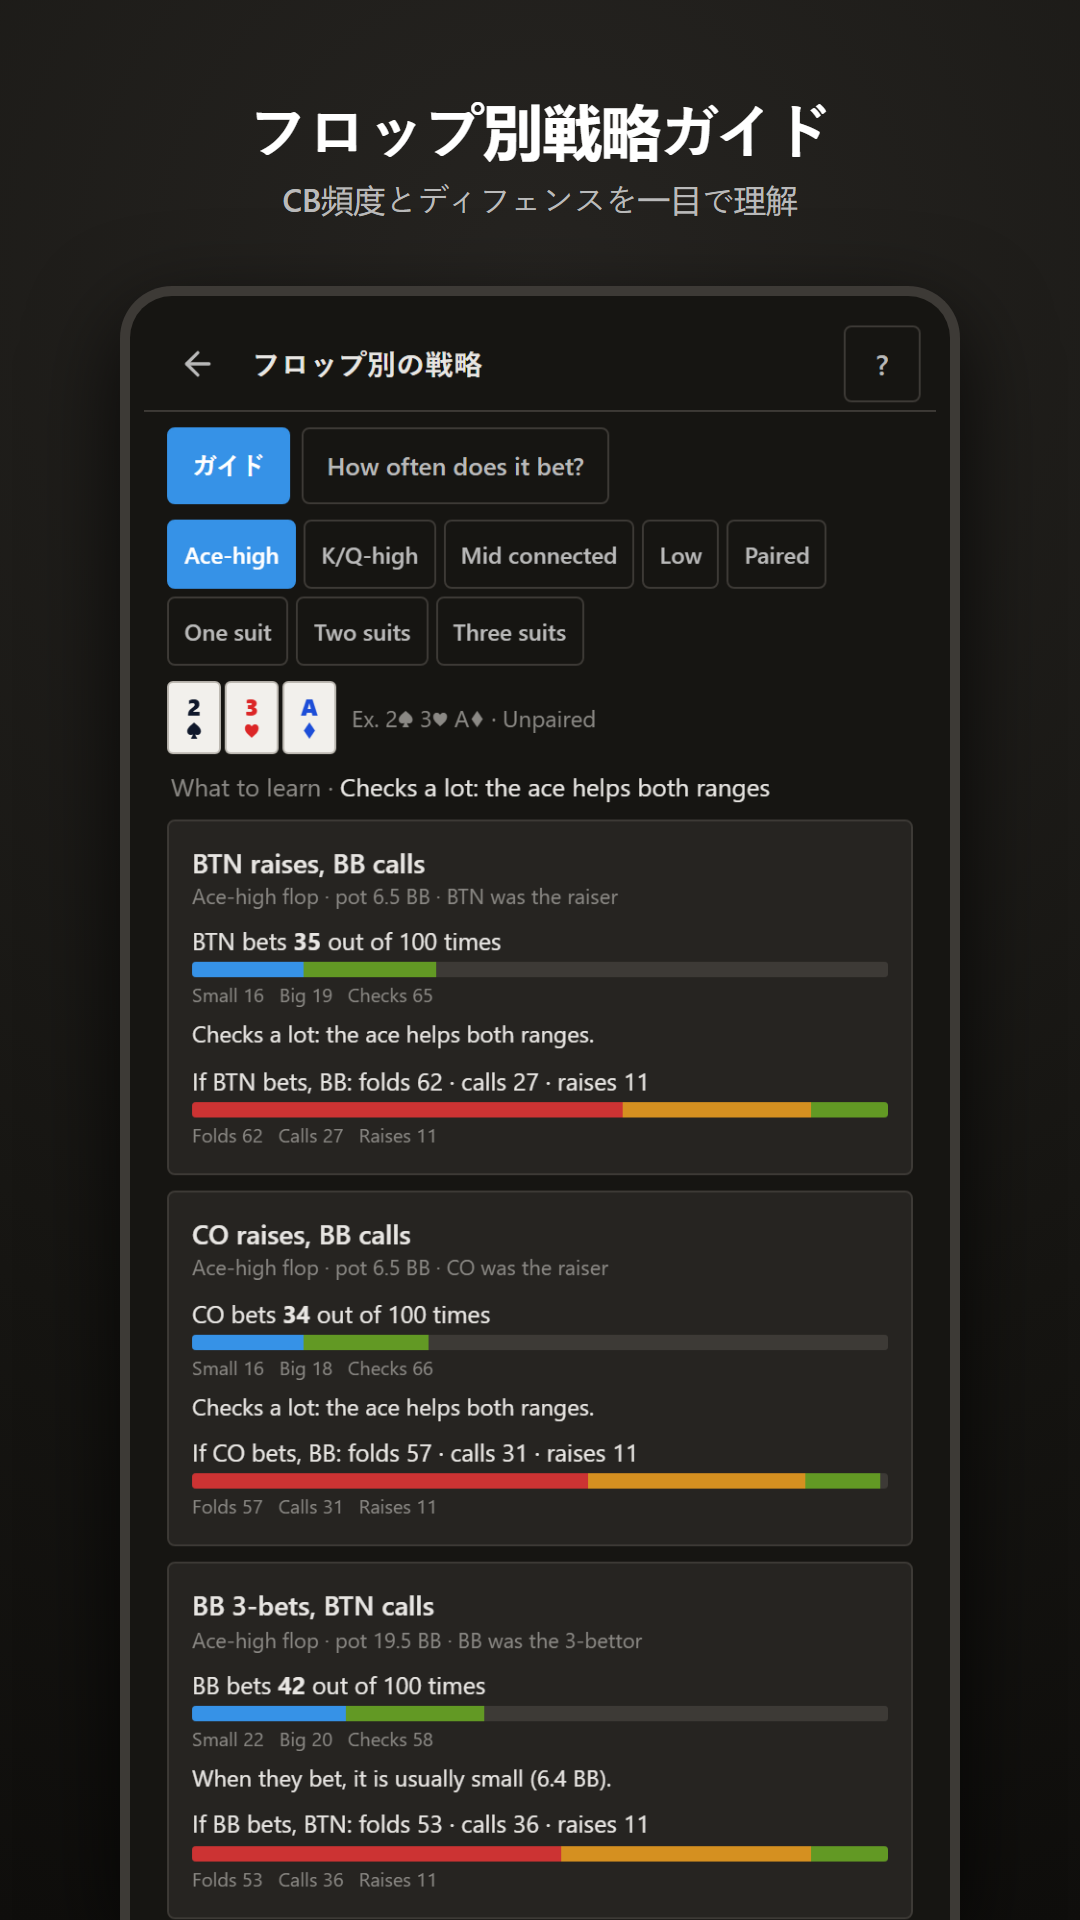 フロップ別戦略ガイド
CB頻度とディフェンスを一目で理解
← フロップ別の戦略 ?
ガイド How often does it bet?
Ace-high K/Q-high Mid connected Low Paired
One suit Two suits Three suits
2♠ 3♥ A♦ Ex. 2♠ 3♥ A♦ · Unpaired
What to learn · Checks a lot: the ace helps both ranges
BTN raises, BB calls
Ace-high flop · pot 6.5 BB · BTN was the raiser
BTN bets 35 out of 100 times
Small 16 Big 19 Checks 65
Checks a lot: the ace helps both ranges.
If BTN bets, BB: folds 62 · calls 27 · raises 11
Folds 62 Calls 27 Raises 11
CO raises, BB calls
Ace-high flop · pot 6.5 BB · CO was the raiser
CO bets 34 out of 100 times
Small 16 Big 18 Checks 66
Checks a lot: the ace helps both ranges.
If CO bets, BB: folds 57 · calls 31 · raises 11
Folds 57 Calls 31 Raises 11
BB 3-bets, BTN calls
Ace-high flop · pot 19.5 BB · BB was the 3-bettor
BB bets 42 out of 100 times
Small 22 Big 20 Checks 58
When they bet, it is usually small (6.4 BB).
If BB bets, BTN: folds 53 · calls 36 · raises 11
Folds 53 Calls 36 Raises 11